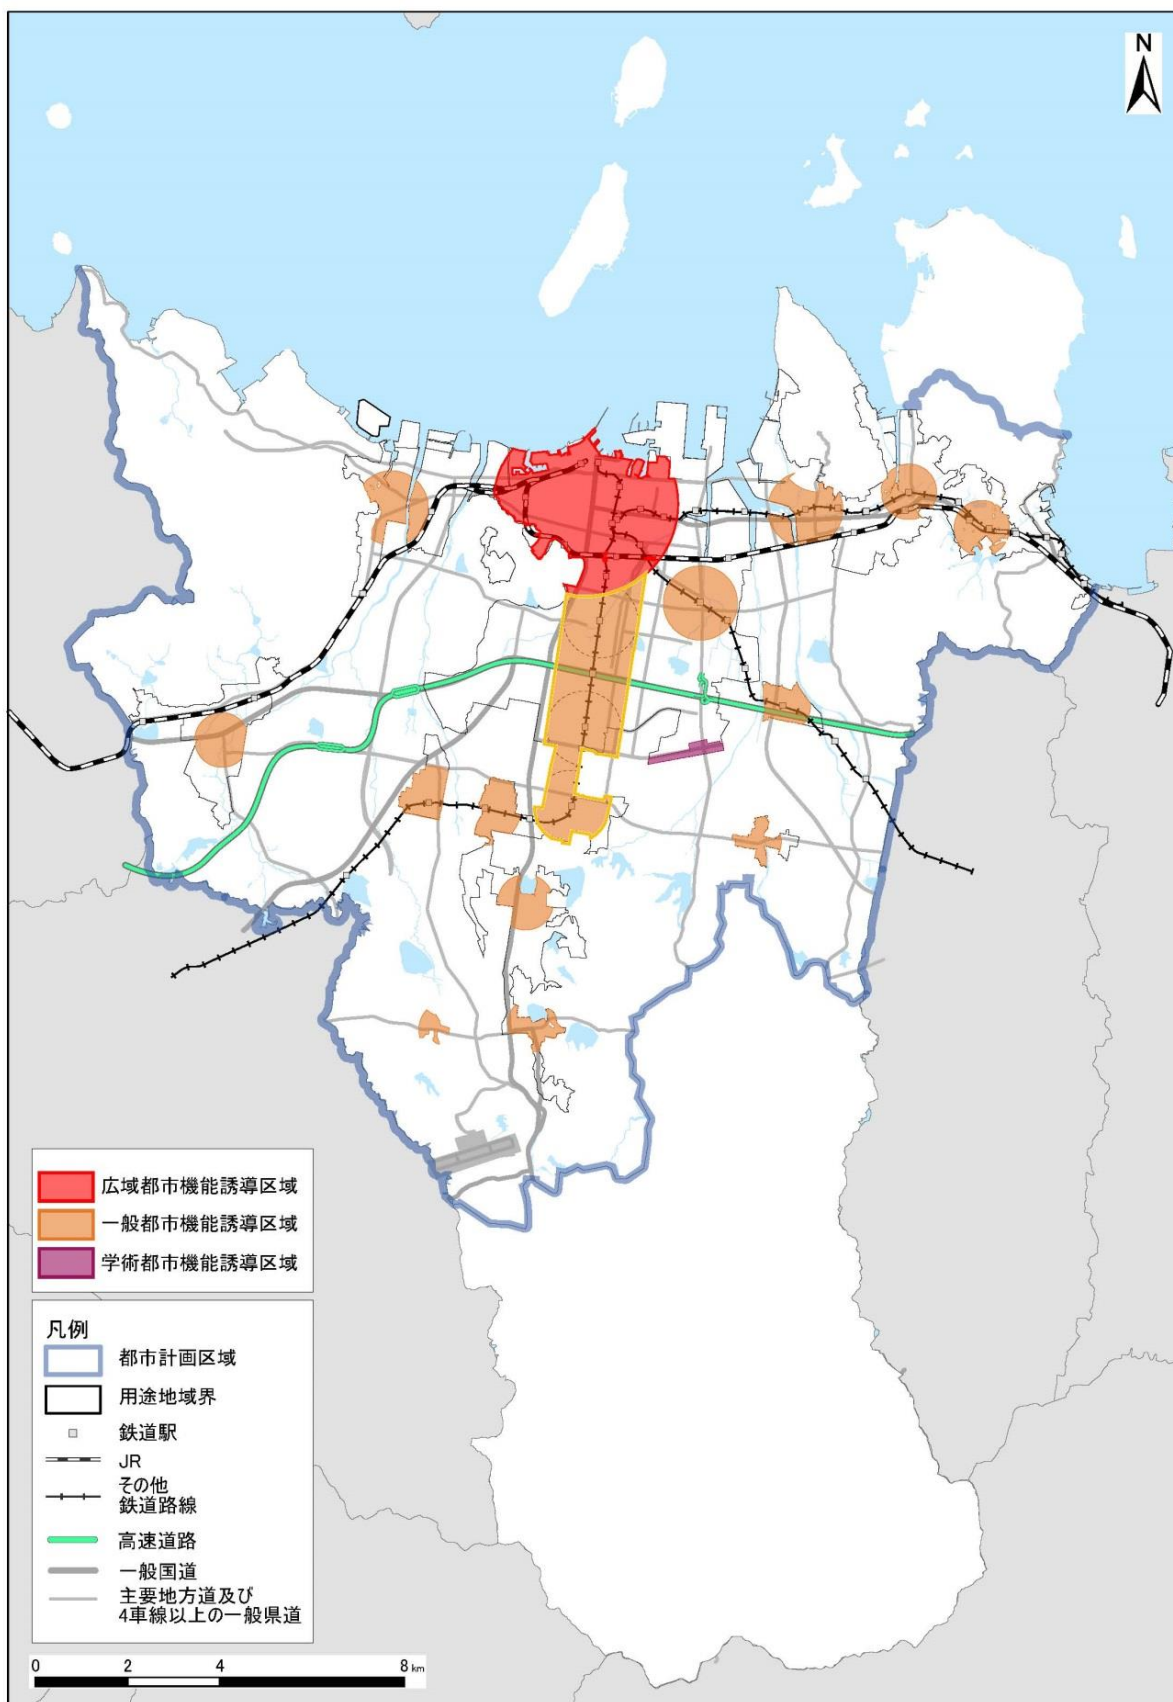 N
広域都市機能誘導区域
一般都市機能誘導区域
学術都市機能誘導区域
凡例
都市計画区域
用途地域界
鉄道駅
JR
その他
鉄道路線
高速道路
一般国道
主要地方道及び
4車線以上の一般県道
0 2 4 8 km